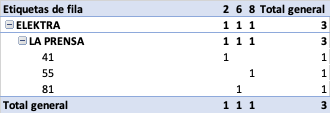 Etiquetas de fila 2 6 8 Total general
ELEKTRA 1 1 1 3
LA PRENSA 1 1 1 3
41 1 1
55 1 1
81 1 1
Total general 1 1 1 3